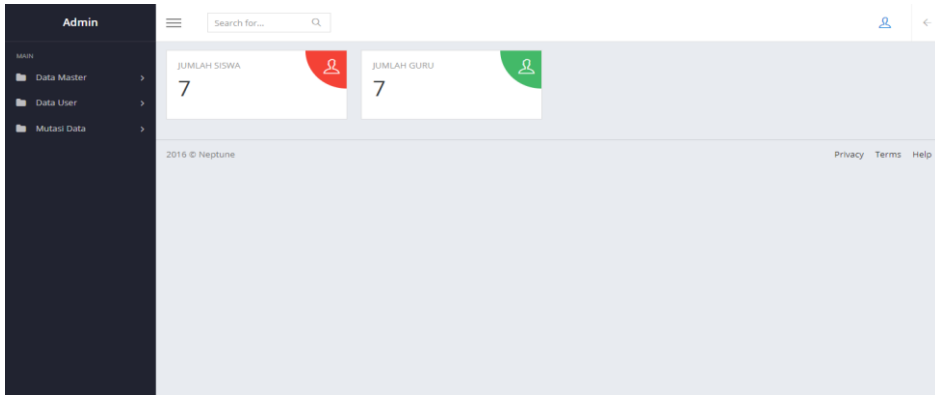 Admin
Search for...
MAIN
Data Master
Data User
Mutasi Data
JUMLAH SISWA
7
JUMLAH GURU
7
2016 © Neptune
Privacy Terms Help